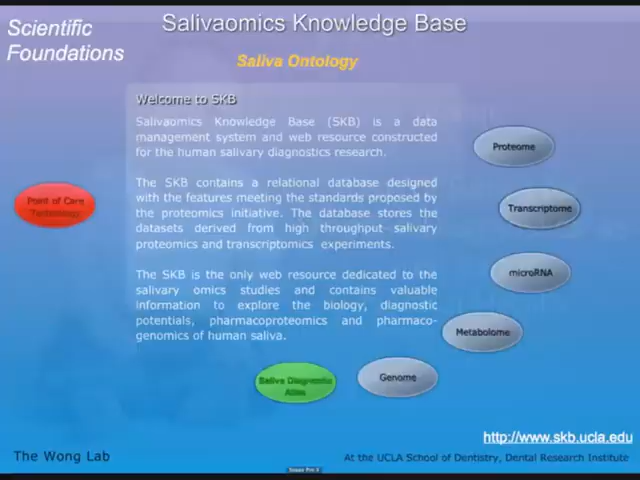 Scientific
Foundations
Salivaomics Knowledge Base
Saliva Ontology
Welcome to SKB
Salivaomics Knowledge Base (SKB) is a data
management system and web resource constructed
for the human salivary diagnostics research.
The SKB contains a relational database designed
with the features meeting the standards proposed by
the proteomics initiative. The database stores the
datasets derived from high throughput salivary
proteomics and transcriptomics experiments.
The SKB is the only web resource dedicated to the
salivary omics studies and contains valuable
information to explore the biology, diagnostic
potentials, pharmacoproteomics and pharmaco-
genomics of human saliva.
Proteome
Transcriptome
microRNA
Metabolome
Genome
Saliva Diagnostic
Atlas
Point of Care
Technology
http://www.skb.ucla.edu
The Wong Lab
At the UCLA School of Dentistry, Dental Research Institute